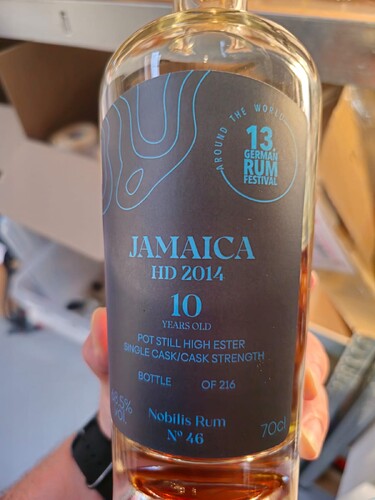 AROUND THE WORLD
13.
GERMAN
RUM
FESTIVAL
JAMAICA
HD 2014
10
YEARS OLD
POT STILL HIGH ESTER
SINGLE CASK/CASK STRENGTH
BOTTLE OF 216
VOL
Nobilis Rum
Nº 46
70cl